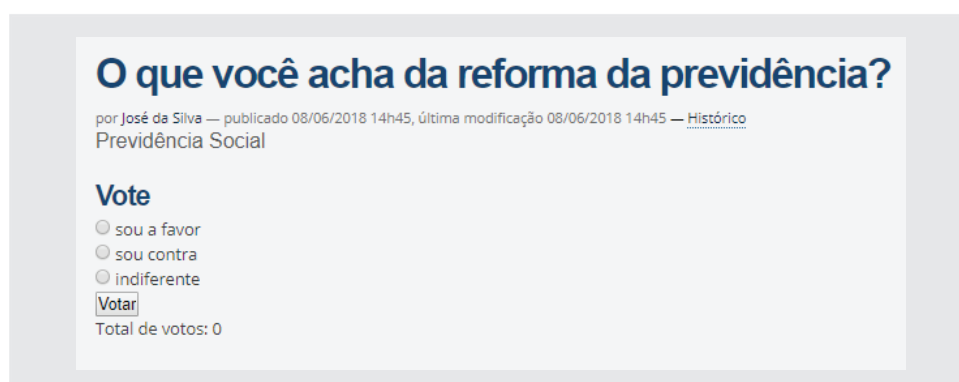 O que você acha da reforma da previdência?
por José da Silva — publicado 08/06/2018 14h45, última modificação 08/06/2018 14h45 — Histórico
Previdência Social
Vote
sou a favor
sou contra
indiferente
Votar
Total de votos: 0